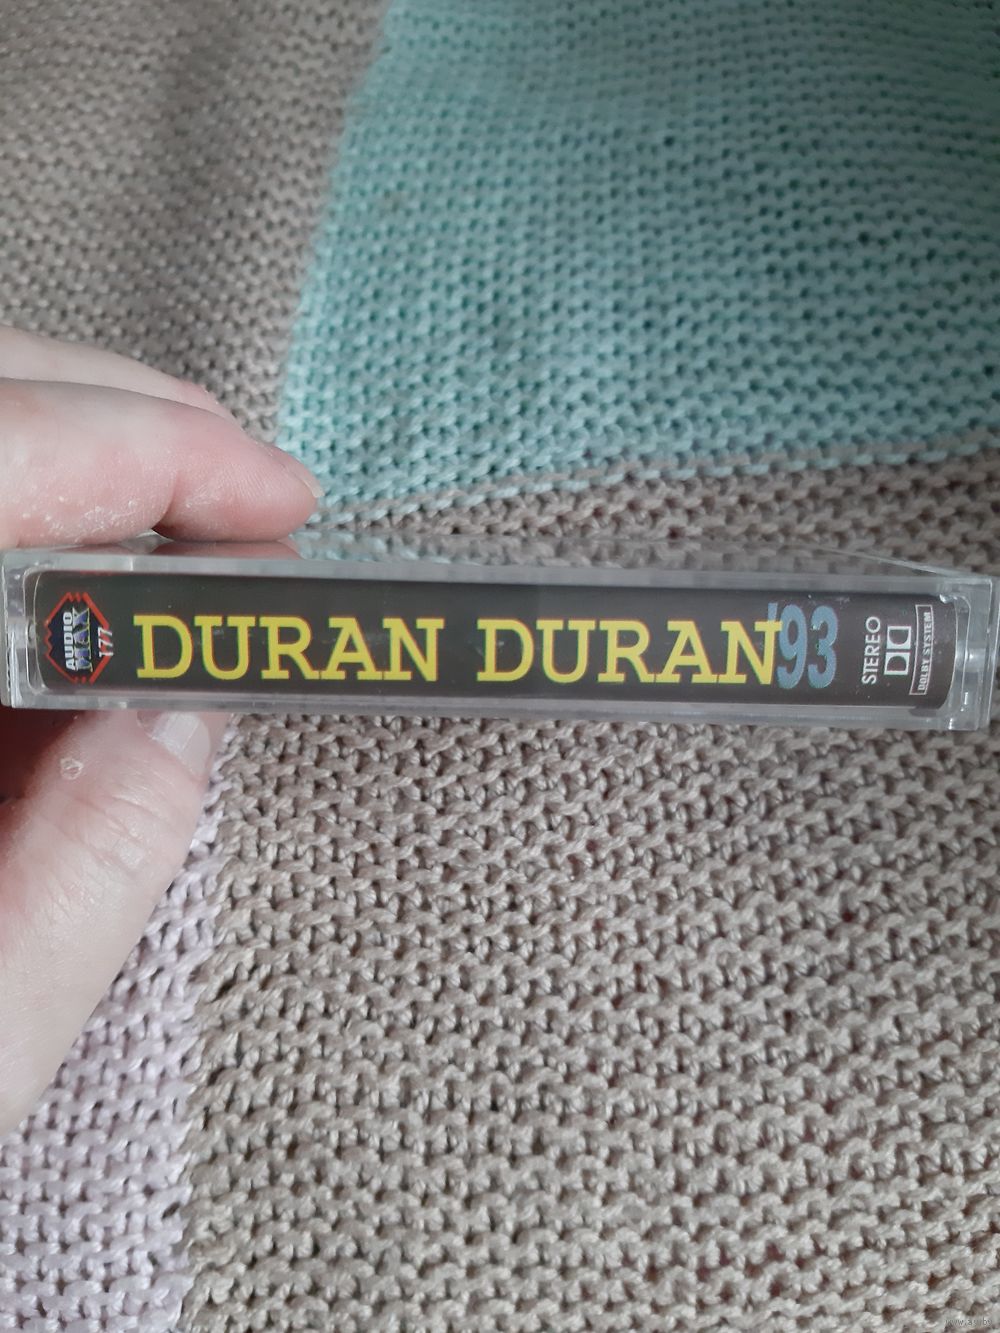 AUDIO
MAX
177
DURAN DURAN'93
STEREO
DOLBY SYSTEM